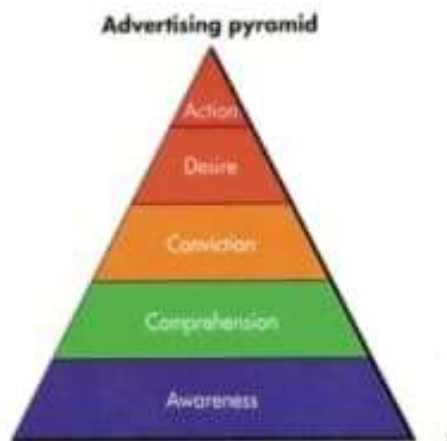 Advertising pyramid
Action
Desire
Conviction
Comprehension
Awareness